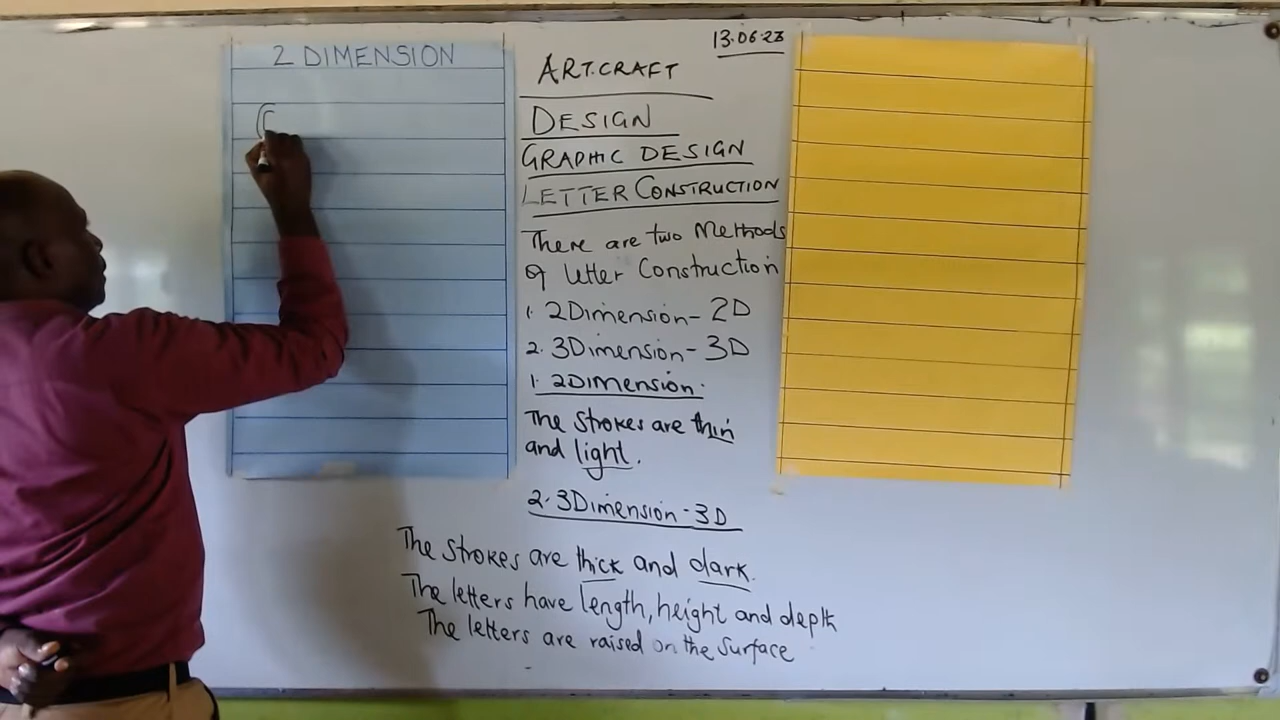 2 DIMENSION
13.06.23
ART.CRAFT
DESIGN
GRAPHIC DESIGN
LETTER CONSTRUCTION
There are two Methods
of letter Construction
1. 2Dimension- 2D
2. 3Dimension- 3D
1. 2Dimension.
The Strokes are thin
and light.
2. 3Dimension-3D
The Strokes are thick and dark.
The letters have length, height and depth
The letters are raised on the Surface